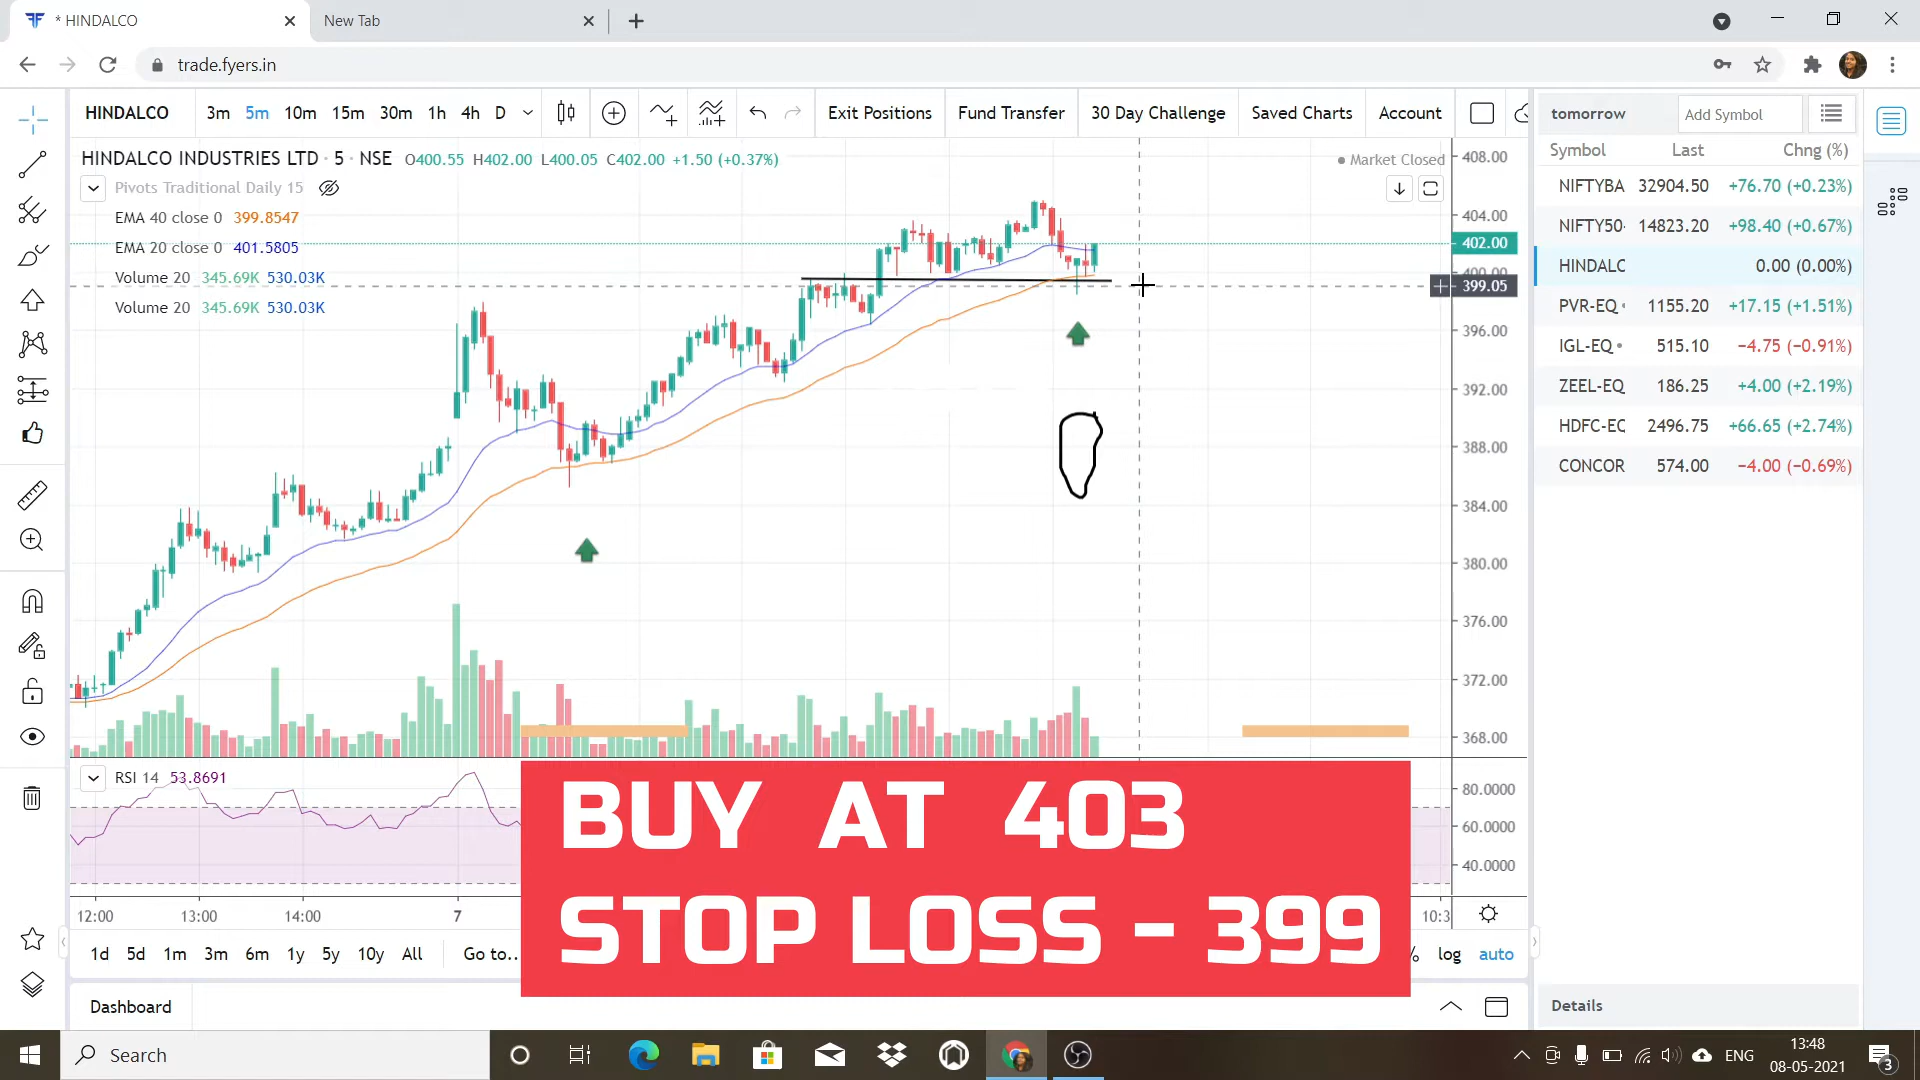 * HINDALCO
New Tab
trade.fyers.in
HINDALCO 3m 5m 10m 15m 30m 1h 4h D Exit Positions Fund Transfer 30 Day Challenge Saved Charts Account
tomorrow Add Symbol
HINDALCO INDUSTRIES LTD · 5 · NSE O400.55 H402.00 L400.05 C402.00 +1.50 (+0.37%)
Market Closed
Pivots Traditional Daily 15
EMA 40 close 0 399.8547
EMA 20 close 0 401.5805
Volume 20 345.69K 530.03K
Volume 20 345.69K 530.03K
408.00
404.00
402.00
400.00
399.05
396.00
392.00
388.00
384.00
380.00
376.00
372.00
368.00
Symbol Last Chng (%)
NIFTYBA 32904.50 +76.70 (+0.23%)
NIFTY50- 14823.20 +98.40 (+0.67%)
HINDALC 0.00 (0.00%)
PVR-EQ 1155.20 +17.15 (+1.51%)
IGL-EQ 515.10 −4.75 (−0.91%)
ZEEL-EQ 186.25 +4.00 (+2.19%)
HDFC-EQ 2496.75 +66.65 (+2.74%)
CONCOR 574.00 −4.00 (−0.69%)
RSI 14 53.8691
80.0000
60.0000
40.0000
BUY AT 403
STOP LOSS - 399
12:00 13:00 14:00 7 10:3
1d 5d 1m 3m 6m 1y 5y 10y All Go to... % log auto
Dashboard
Details
Search
ENG
13:48
08-05-2021
3